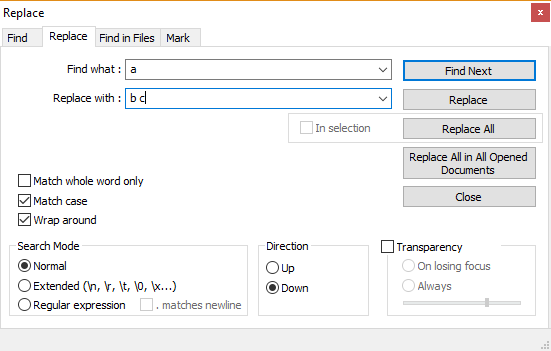 Replace
x
Find Replace Find in Files Mark
Find what : a
Find Next
Replace with : b c
Replace
In selection
Replace All
Replace All in All Opened
Documents
Match whole word only
Match case
Close
Wrap around
Search Mode
Normal
Extended (\n, \r, \t, \0, \x...)
Regular expression
. matches newline
Direction
Up
Down
Transparency
On losing focus
Always